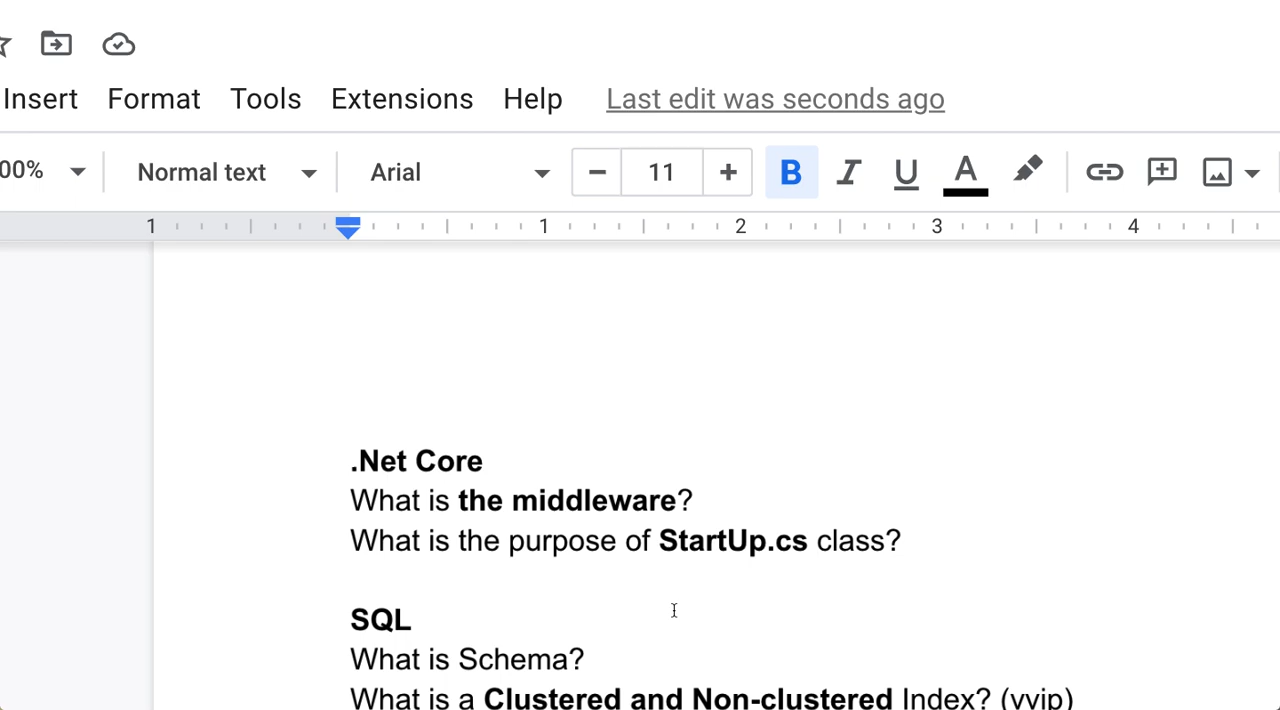 Insert Format Tools Extensions Help Last edit was seconds ago
00% Normal text Arial 11 B I U A
1 1 2 3 4
.Net Core
What is the middleware?
What is the purpose of StartUp.cs class?
SQL
What is Schema?
What is a Clustered and Non-clustered Index? (vvip)